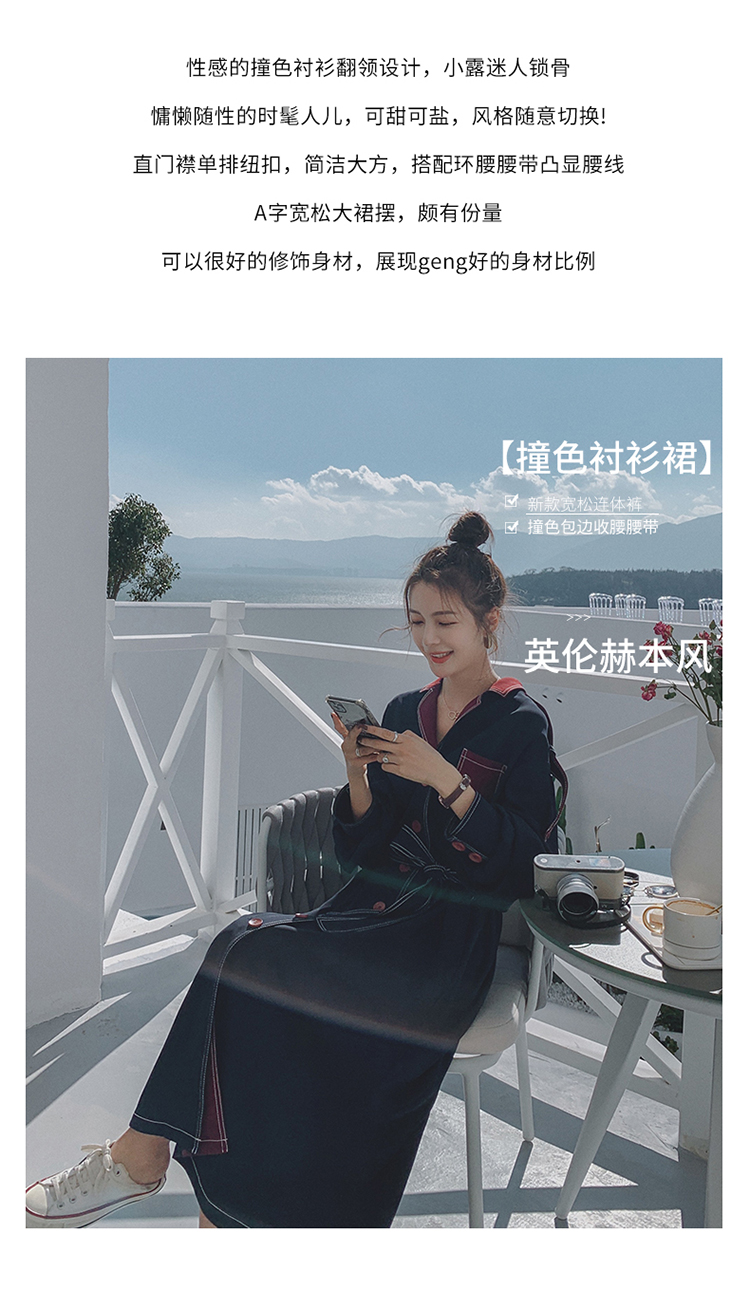 性感的撞色衬衫翻领设计，小露迷人锁骨
慵懒随性的时髦人儿，可甜可盐，风格随意切换!
直门襟单排纽扣，简洁大方，搭配环腰腰带凸显腰线
A字宽松大裙摆，颇有份量
可以很好的修饰身材，展现geng好的身材比例
【撞色衬衫裙】
新款宽松连体裤
撞色包边收腰腰带
>>>
英伦赫本风